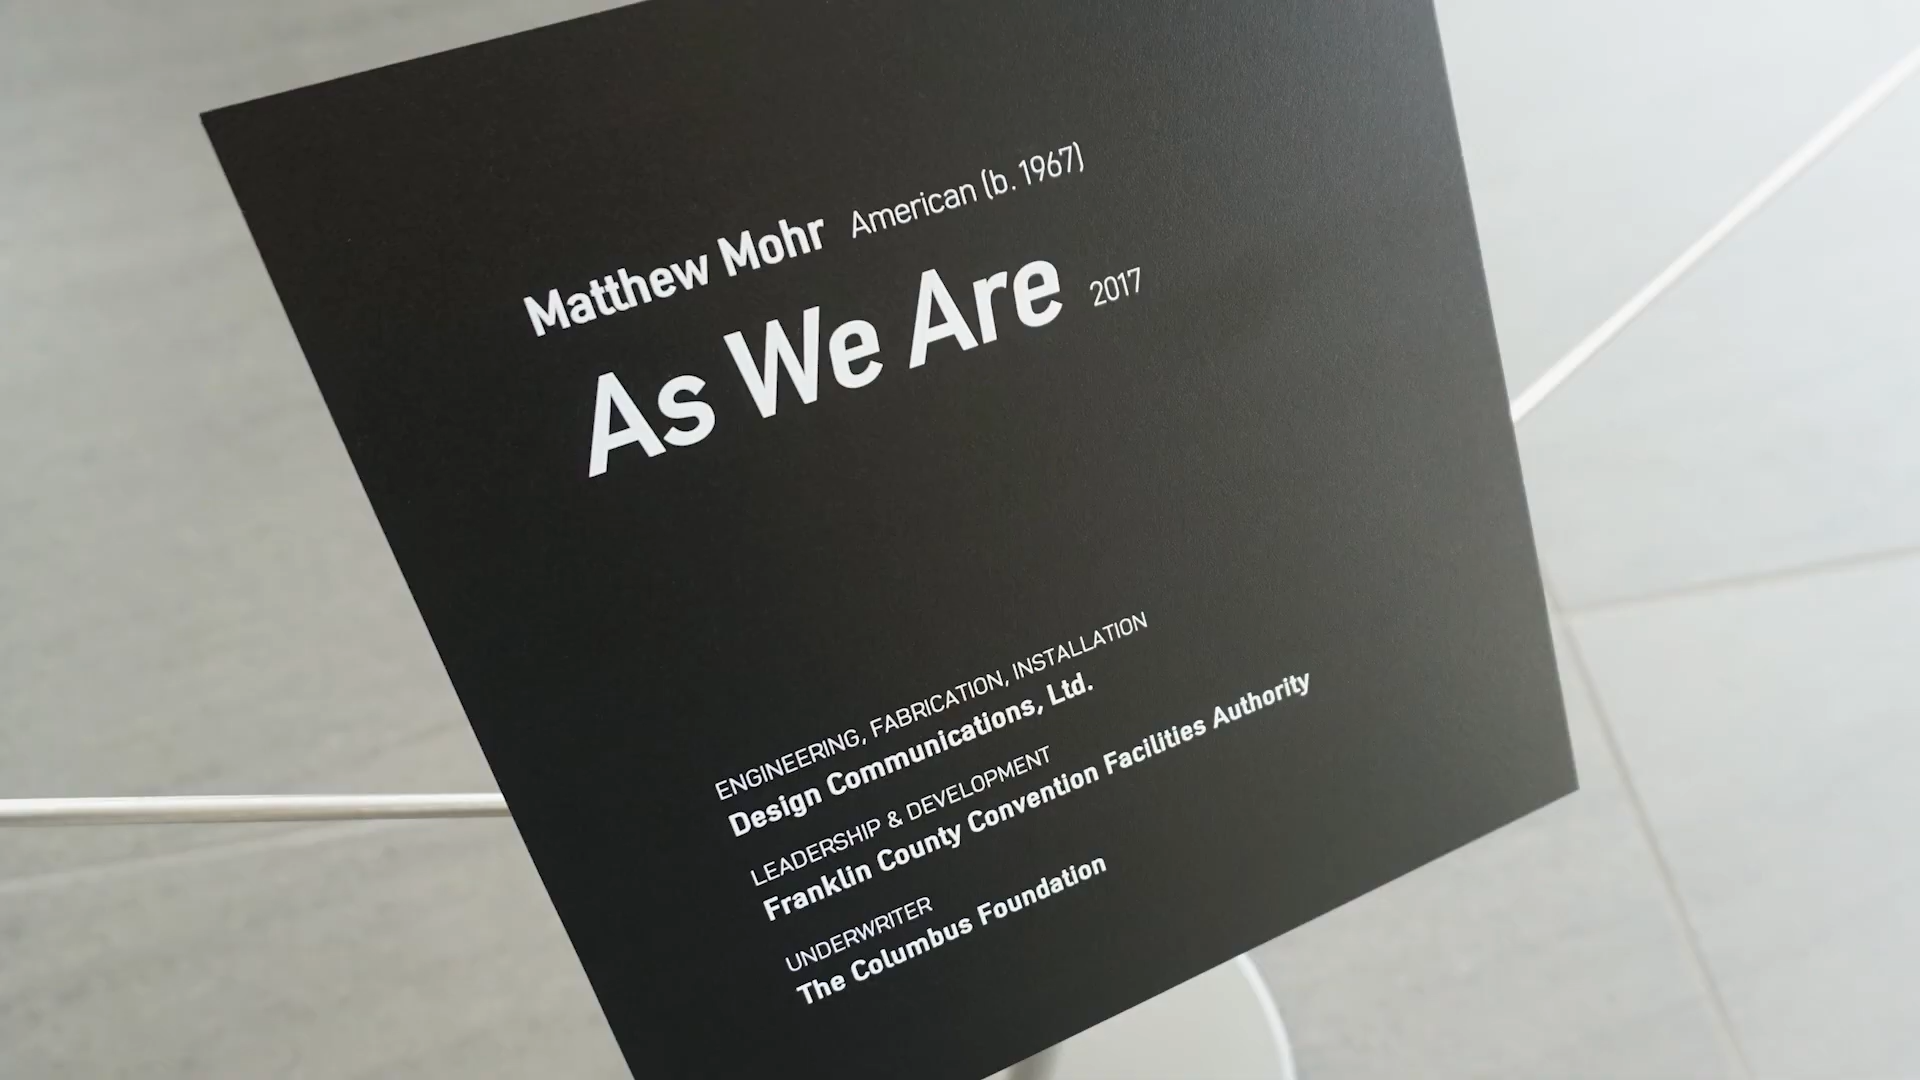 Matthew Mohr American (b. 1967)
As We Are 2017
ENGINEERING, FABRICATION, INSTALLATION
Design Communications, Ltd.
LEADERSHIP & DEVELOPMENT
Franklin County Convention Facilities Authority
UNDERWRITER
The Columbus Foundation